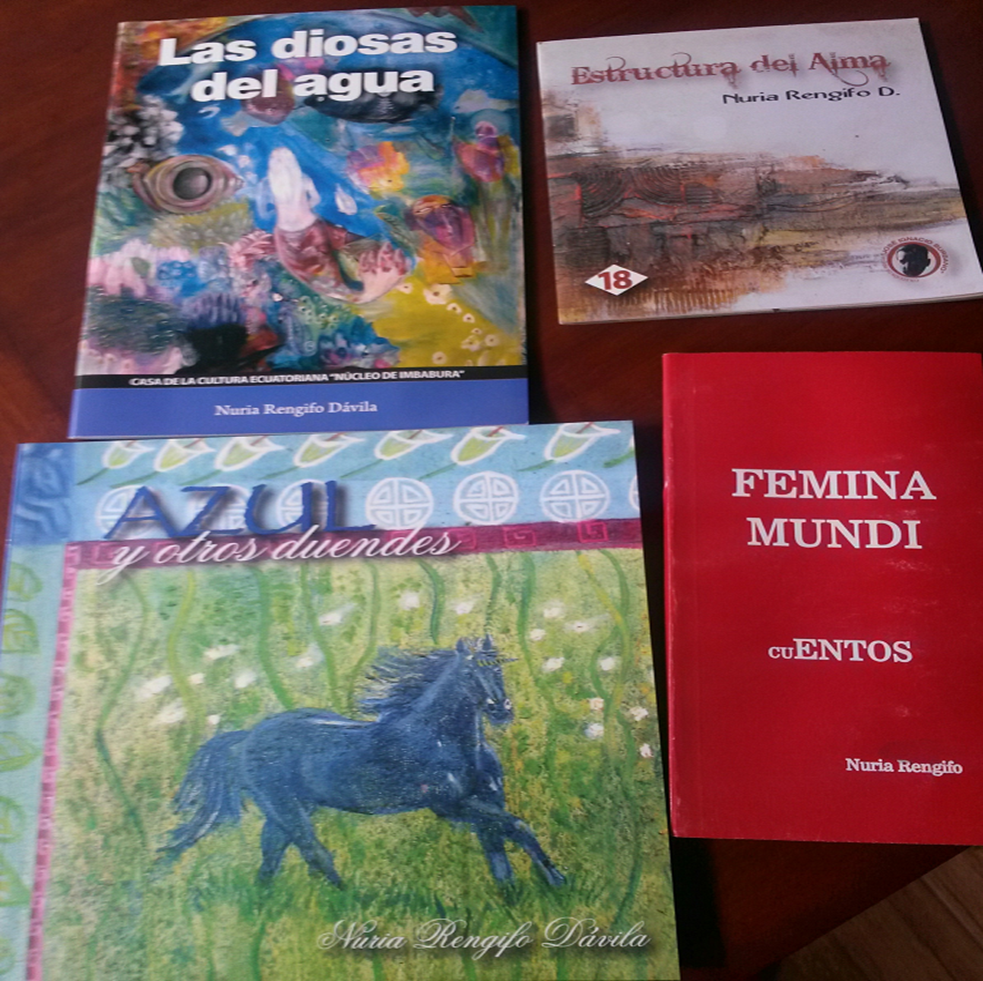 Las diosas
del agua
CASA DE LA CULTURA ECUATORIANA "NÚCLEO DE IMBABURA"
Nuria Rengifo Dávila
Estructura del Alma
Nuria Rengifo D.
18
AZUL
y otros duendes
Nuria Rengifo Dávila
FEMINA
MUNDI
CUENTOS
Nuria Rengifo